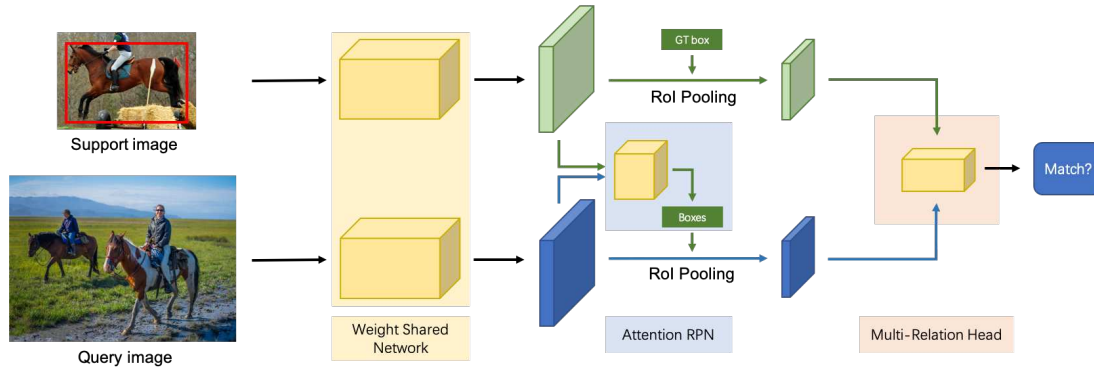 GT box
RoI Pooling
Support image
Match?
Boxes
RoI Pooling
Weight Shared
Network
Attention RPN
Multi-Relation Head
Query image